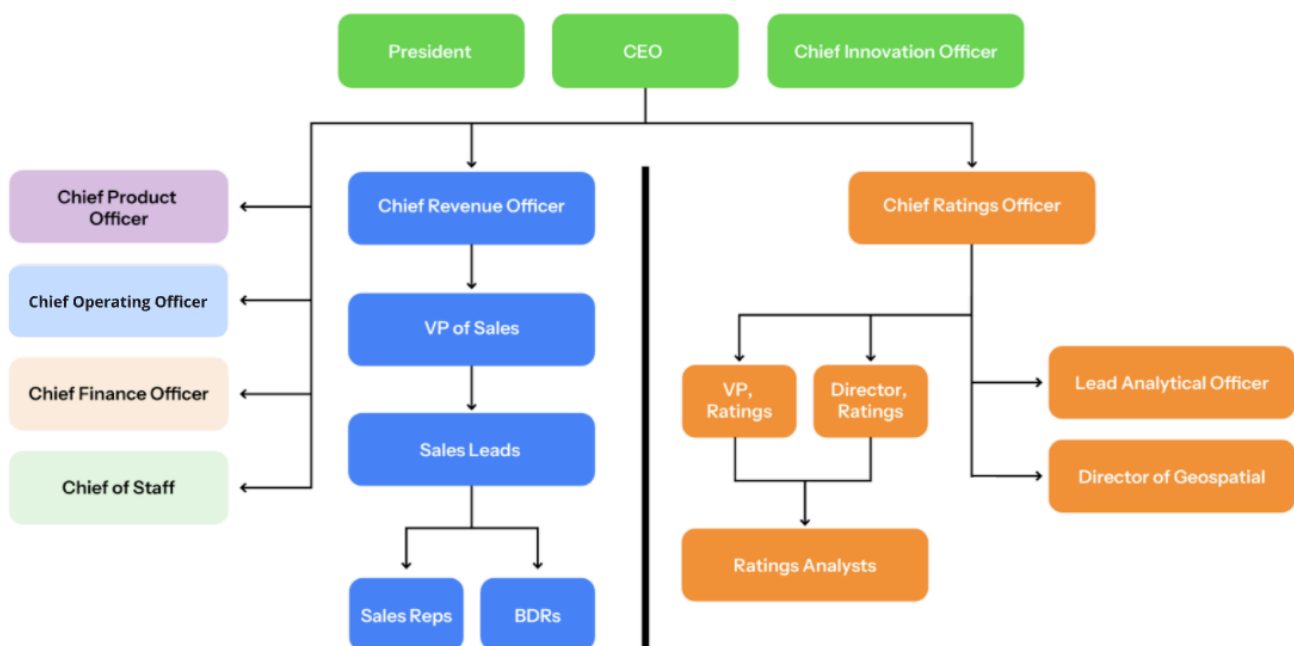 President
CEO
Chief Innovation Officer
Chief Product
Officer
Chief Revenue Officer
Chief Ratings Officer
Chief Operating Officer
VP of Sales
VP,
Ratings
Director,
Ratings
Lead Analytical Officer
Chief Finance Officer
Sales Leads
Director of Geospatial
Chief of Staff
Ratings Analysts
Sales Reps
BDRs